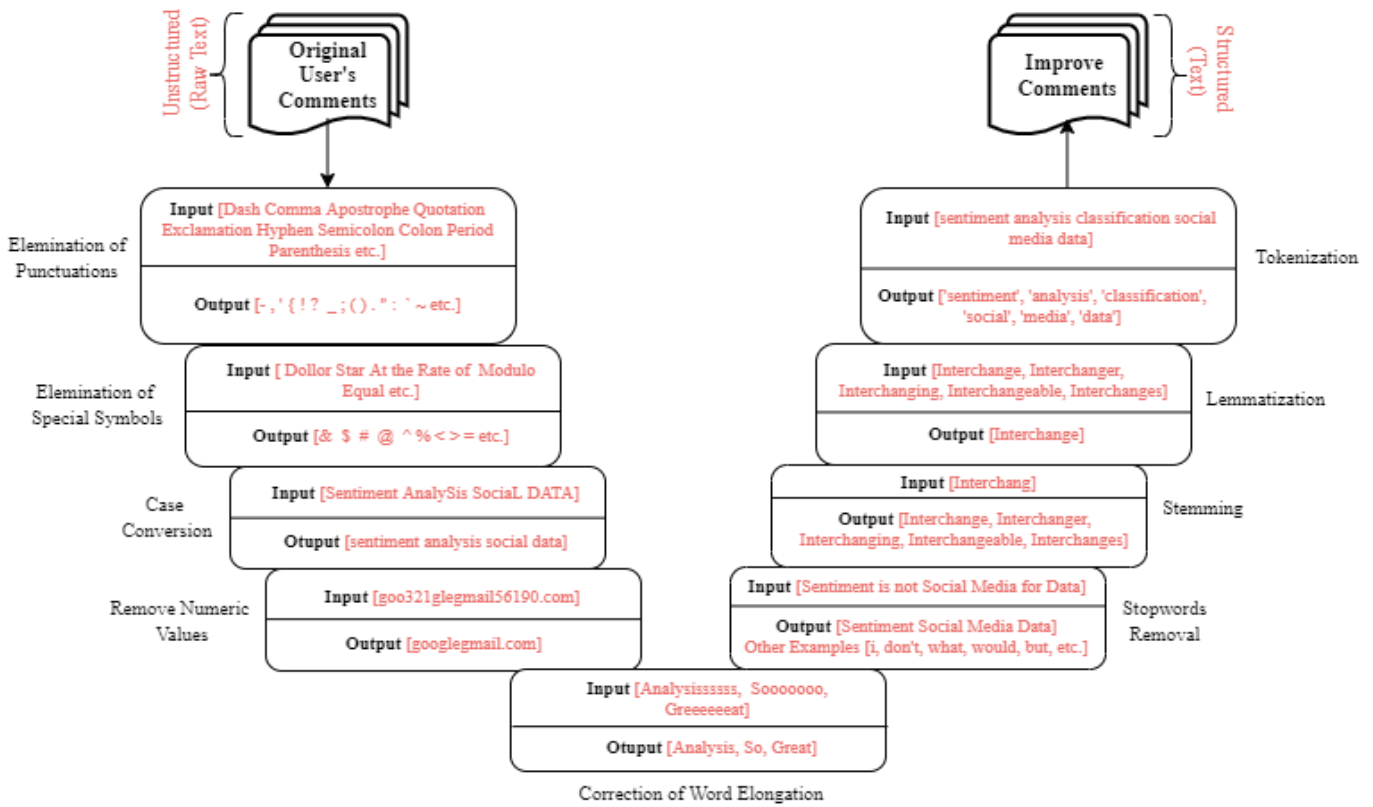 Unstructured
(Raw Text)
Original
User's
Comments
Elemination of
Punctuations
Input [Dash Comma Apostrophe Quotation
Exclamation Hyphen Semicolon Colon Period
Parenthesis etc.]
Output [- , ' { ! ? _ ; ( ) . " : ` ~ etc.]
Elemination of
Special Symbols
Input [ Dollor Star At the Rate of Modulo
Equal etc.]
Output [& $ # @ ^ % < > = etc.]
Case
Conversion
Input [Sentiment AnalySis SociaL DATA]
Otuput [sentiment analysis social data]
Remove Numeric
Values
Input [goo321glegmail56190.com]
Output [googlegmail.com]
Input [Analysissssss, Sooooooo,
Greeeeeeat]
Otuput [Analysis, So, Great]
Correction of Word Elongation
Input [Sentiment is not Social Media for Data]
Output [Sentiment Social Media Data]
Other Examples [i, don't, what, would, but, etc.]
Stopwords
Removal
Input [Interchang]
Output [Interchange, Interchanger,
Interchanging, Interchangeable, Interchanges]
Stemming
Input [Interchange, Interchanger,
Interchanging, Interchangeable, Interchanges]
Output [Interchange]
Lemmatization
Input [sentiment analysis classification social
media data]
Output ['sentiment', 'analysis', 'classification',
'social', 'media', 'data']
Tokenization
Improve
Comments
Structured
(Text)